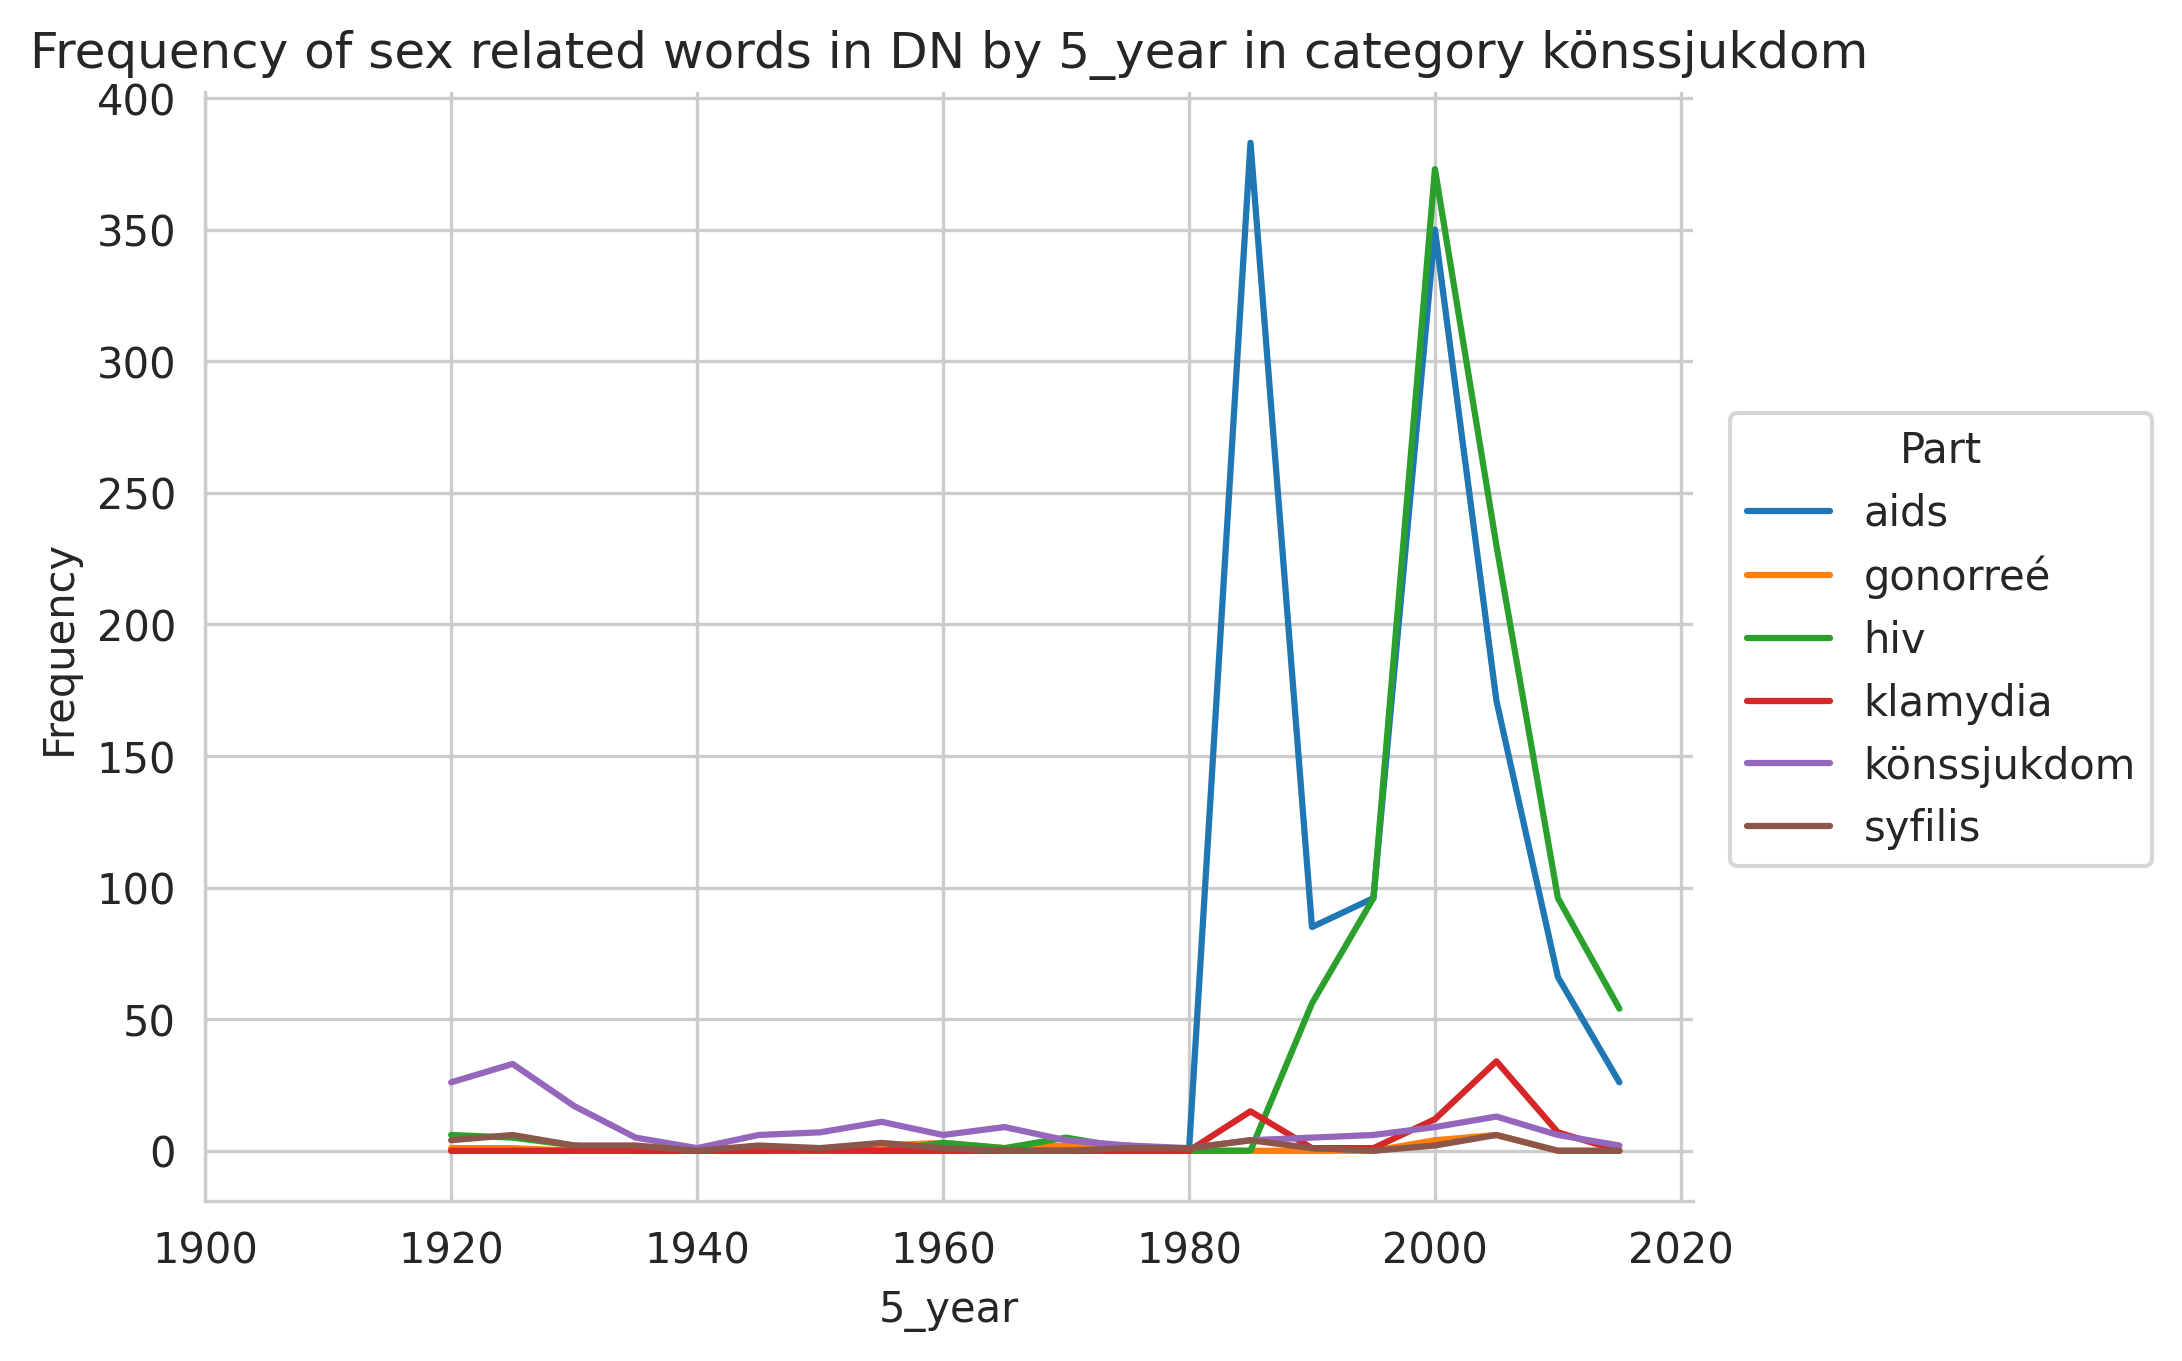 Frequency of sex related words in DN by 5_year in category könssjukdom
400
350
300
250
200
150
100
50
0
Frequency
1900 1920 1940 1960 1980 2000 2020
5_year
Part
aids
gonorreé
hiv
klamydia
könssjukdom
syfilis